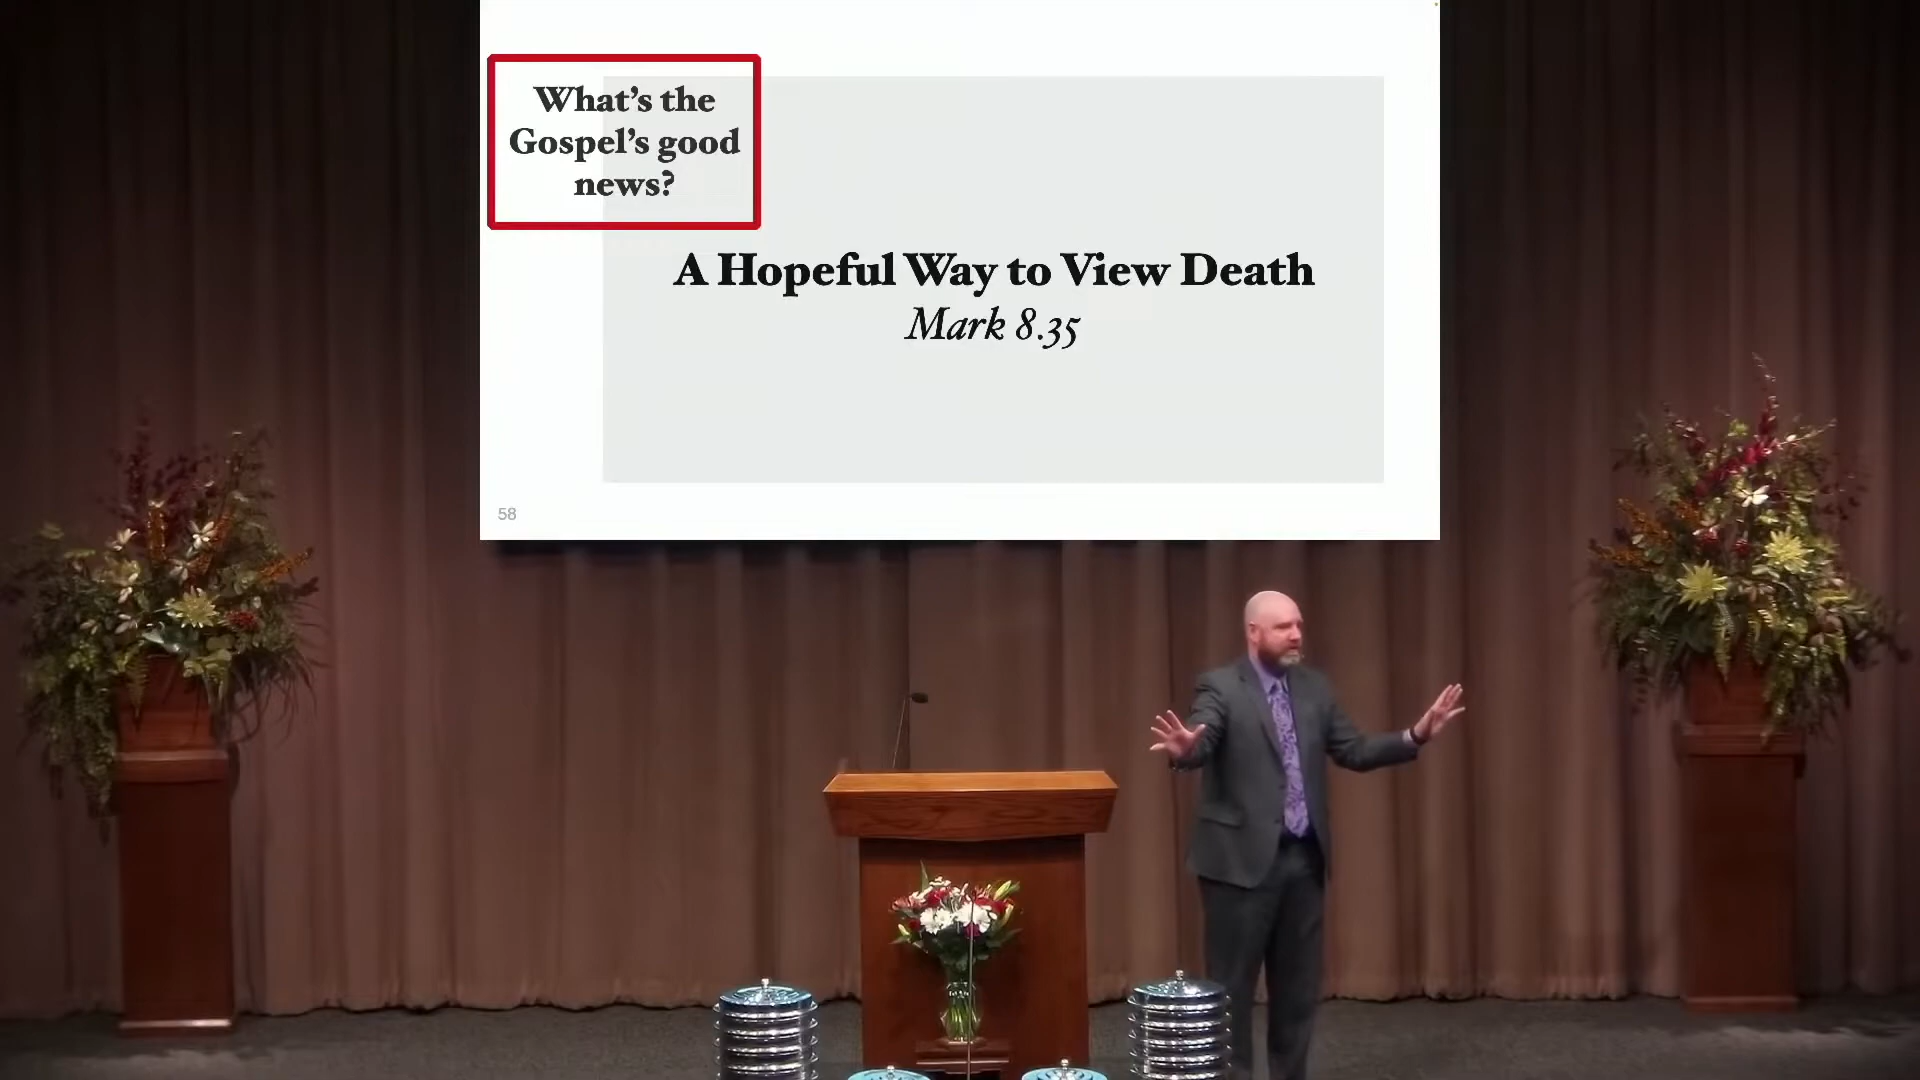 What's the
Gospel's good
news?
A Hopeful Way to View Death
Mark 8.35
58